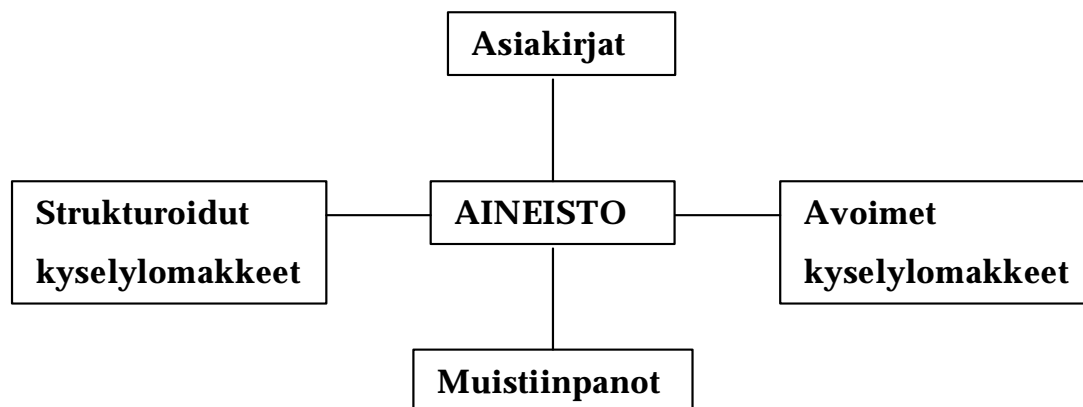 Asiakirjat
Strukturoidut
kyselylomakkeet
AINEISTO
Avoimet
kyselylomakkeet
Muistiinpanot